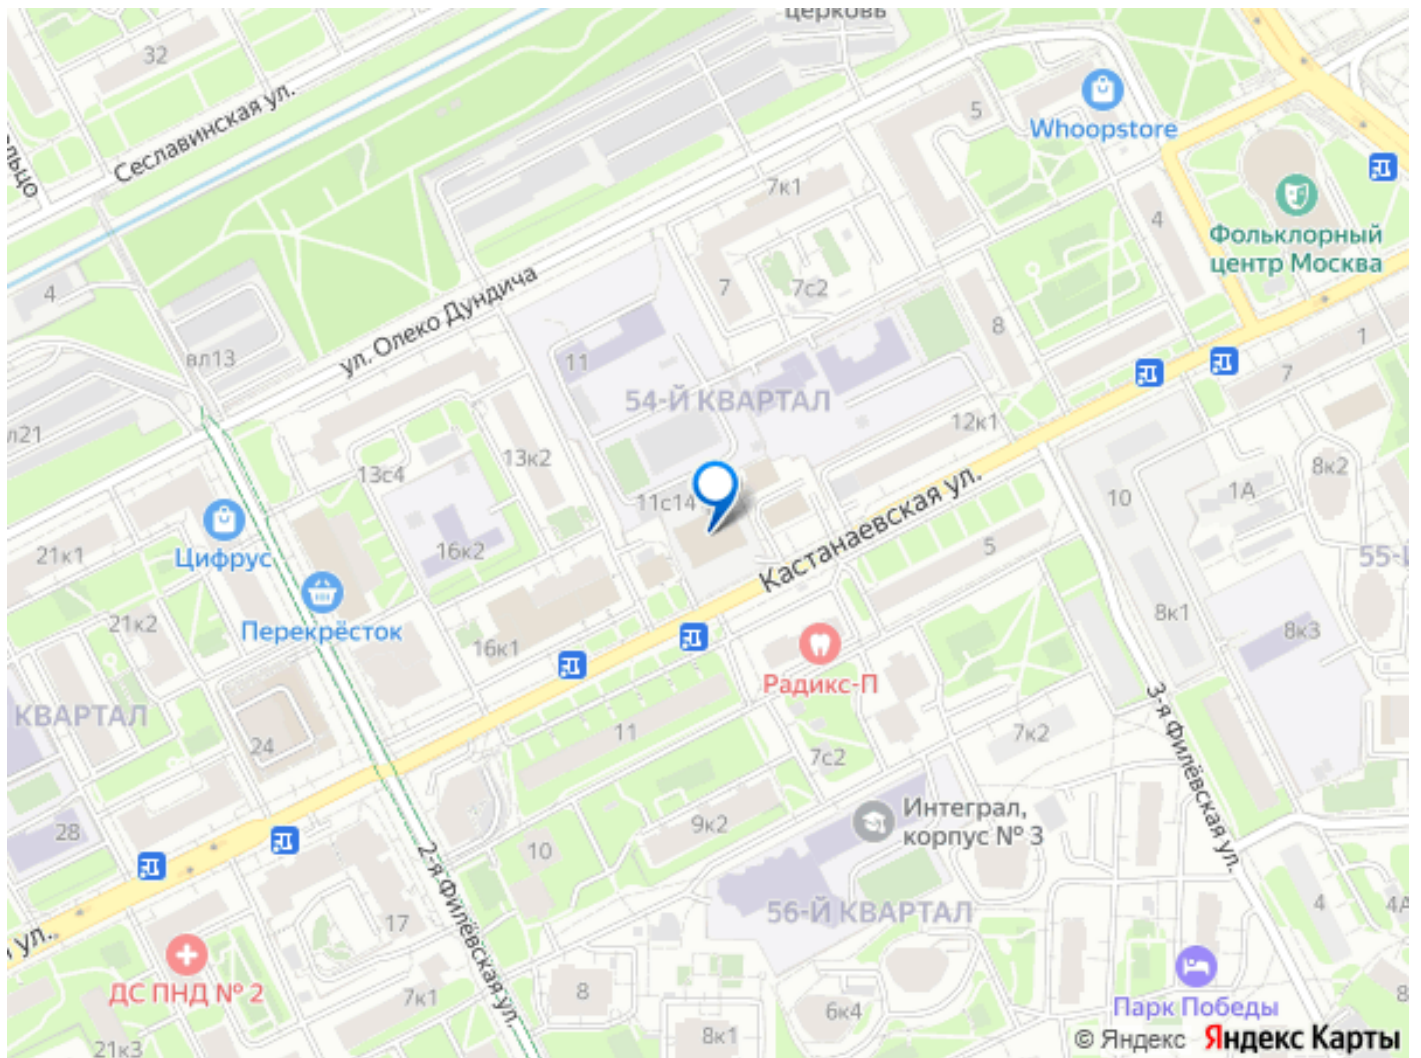 церковь
32
Сеславинская ул.
5
Whoopstore
7к1
4
Фольклорный
центр Москва
4
7
7с2
8
ул. Олеко Дундича
вл13
11
1
7
54-Й КВАРТАЛ
12к1
13к2
13с4
8к2
1А
10
11с14
Кастанаевская ул.
21к1
Цифрус
16к2
5
Перекрёсток
21к2
16к1
8к1
8к3
Радикс-П
КВАРТАЛ
24
11
7с2
7к2
3-я Филёвская ул.
28
9к2
Интеграл,
корпус № 3
10
2-я Филёвская ул.
56-Й КВАРТАЛ
17
4
4А
ул.
ДС ПНД № 2
7к1
8
6к4
Парк Победы
8
21к3
8к1
© Яндекс Яндекс Карты